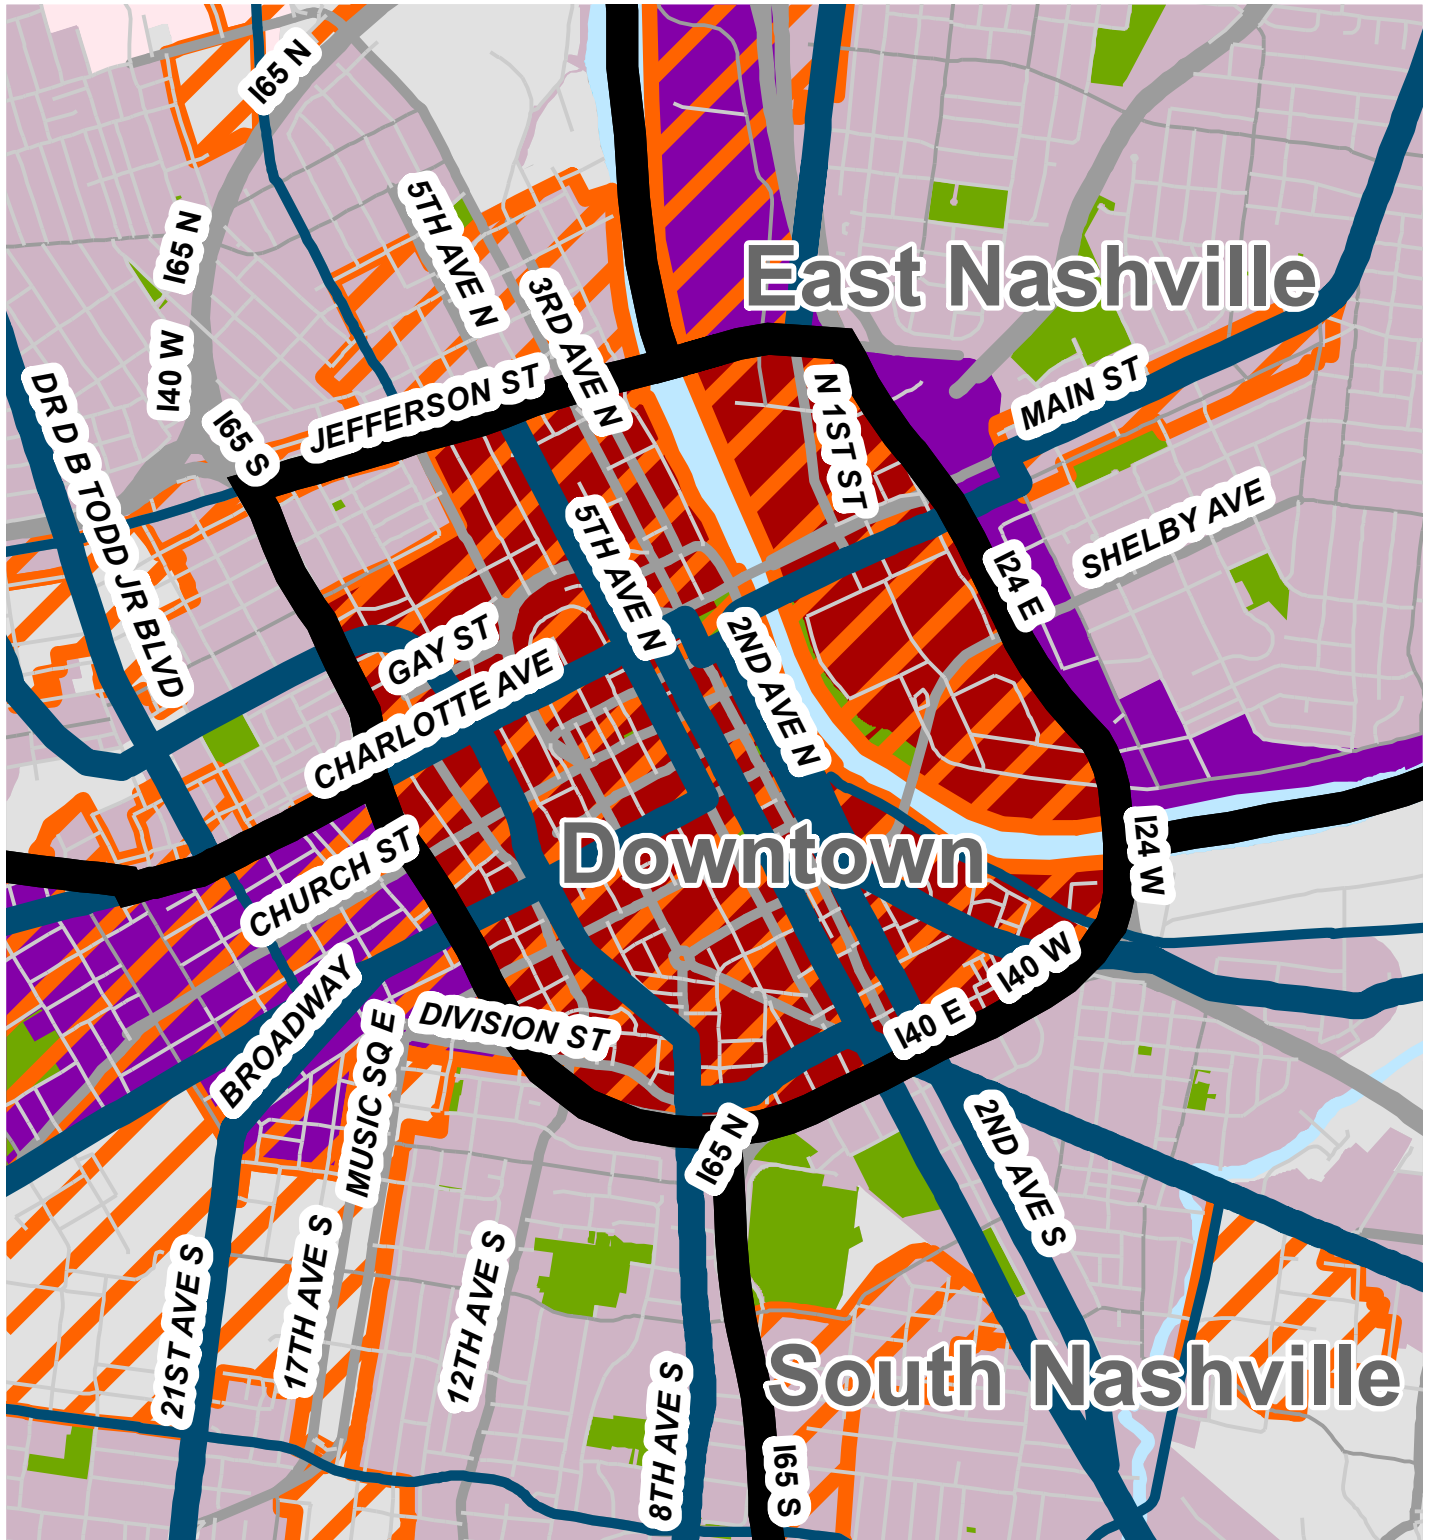 I65 N
5TH AVE N
I65 N
East Nashville
3RD AVE N
I40 W
DR D B TODD JR BLVD
JEFFERSON ST
N 1ST ST
MAIN ST
I65 S
SHELBY AVE
5TH AVE N
I24 E
GAY ST
2ND AVE N
CHARLOTTE AVE
CHURCH ST
Downtown
I24 W
BROADWAY
I40 W
DIVISION ST
I40 E
MUSIC SQ E
2ND AVE S
I65 N
21ST AVE S
17TH AVE S
12TH AVE S
South Nashville
8TH AVE S
I65 S